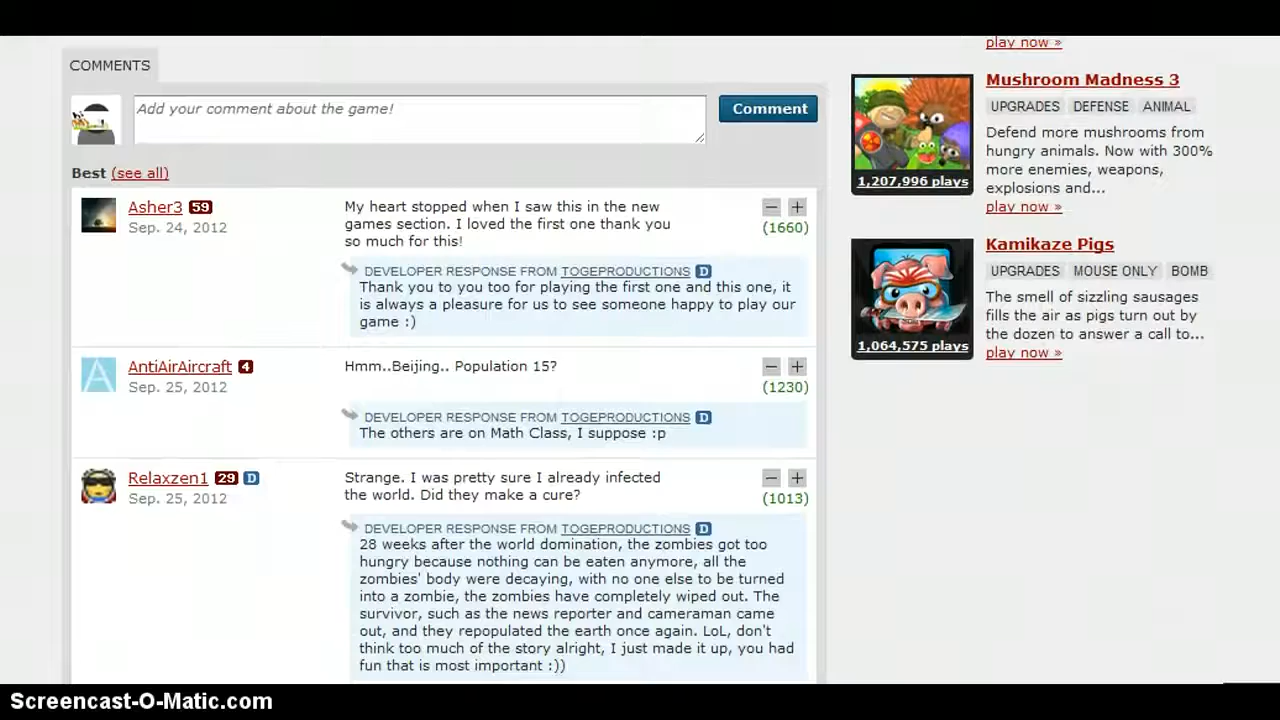 COMMENTS
Add your comment about the game!
Comment
Best (see all)
Asher3 59
Sep. 24, 2012
My heart stopped when I saw this in the new
games section. I loved the first one thank you
so much for this!
(1660)
DEVELOPER RESPONSE FROM TOGEPRODUCTIONS D
Thank you to you too for playing the first one and this one, it
is always a pleasure for us to see someone happy to play our
game :)
AntiAirAircraft 4
Sep. 25, 2012
Hmm..Beijing.. Population 15?
(1230)
DEVELOPER RESPONSE FROM TOGEPRODUCTIONS D
The others are on Math Class, I suppose :p
Relaxzen1 29 D
Sep. 25, 2012
Strange. I was pretty sure I already infected
the world. Did they make a cure?
(1013)
DEVELOPER RESPONSE FROM TOGEPRODUCTIONS D
28 weeks after the world domination, the zombies got too
hungry because nothing can be eaten anymore, all the
zombies' body were decaying, with no one else to be turned
into a zombie, the zombies have completely wiped out. The
survivor, such as the news reporter and cameraman came
out, and they repopulated the earth once again. LoL, don't
think too much of the story alright, I just made it up, you had
fun that is most important :))
play now »
Mushroom Madness 3
UPGRADES DEFENSE ANIMAL
Defend more mushrooms from
hungry animals. Now with 300%
more enemies, weapons,
explosions and...
play now »
1,207,996 plays
Kamikaze Pigs
UPGRADES MOUSE ONLY BOMB
The smell of sizzling sausages
fills the air as pigs turn out by
the dozen to answer a call to...
play now »
1,064,575 plays
Screencast-O-Matic.com